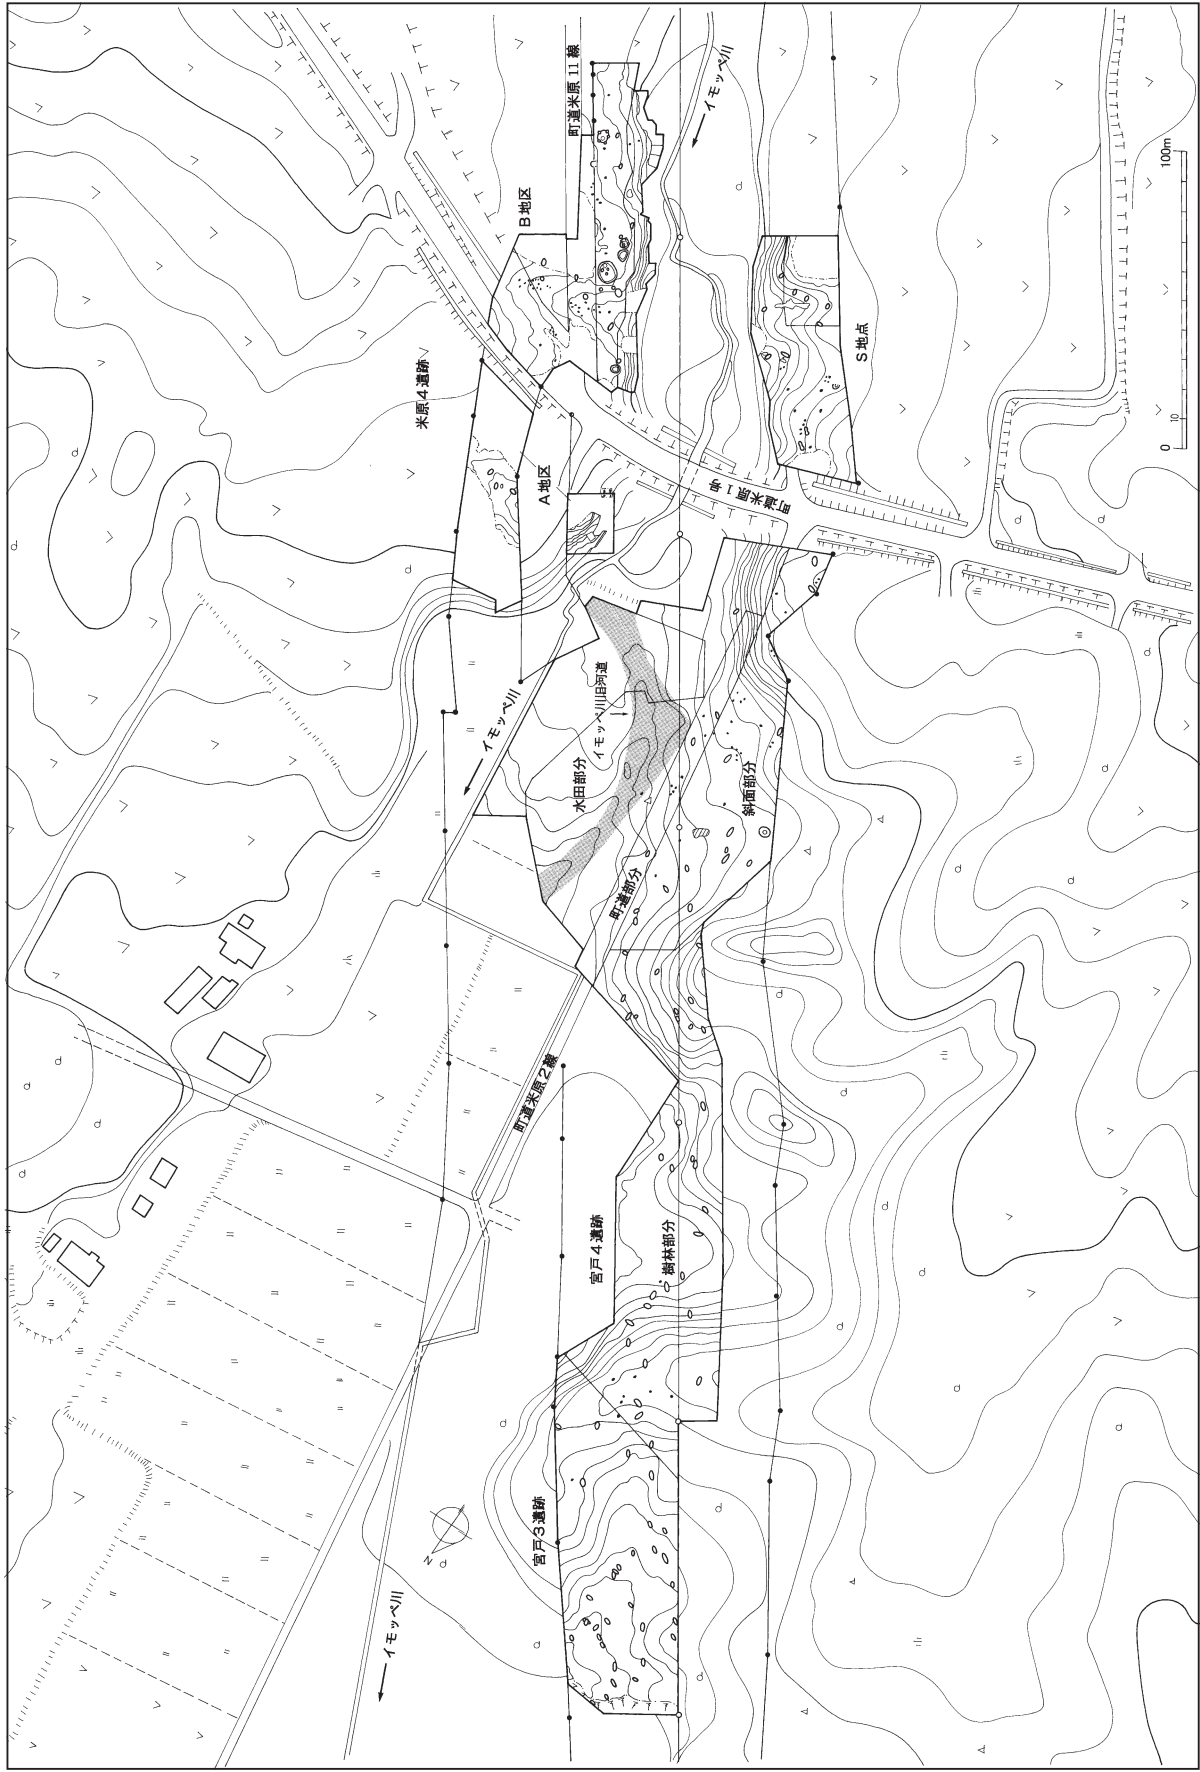 町道米原11線
イモッペ川
B地区
100m
10
0
S地点
米原4遺跡
A地区
町道米原1号
イモッペ川旧河道
イモッペ川
水田部分
斜面部分
町道部分
町道米原2線
宮戸4遺跡
樹林部分
宮戸3遺跡
N
イモッペ川